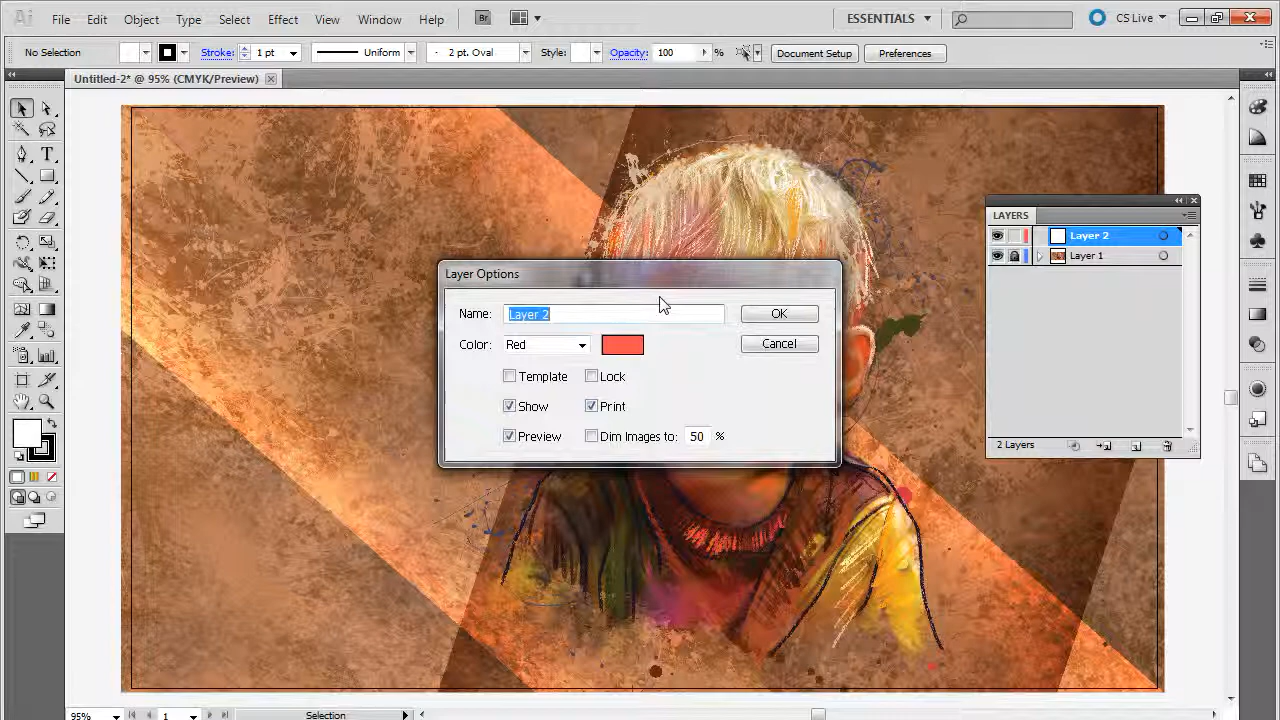 Ai File Edit Object Type Select Effect View Window Help Br ESSENTIALS CS Live
No Selection Stroke: 1 pt Uniform 2 pt. Oval Style: Opacity: 100 % Document Setup Preferences
Untitled-2* @ 95% (CMYK/Preview)
LAYERS
Layer 2
Layer 1
2 Layers
Layer Options
Name: Layer 2 OK
Color: Red Cancel
Template Lock
Show Print
Preview Dim Images to: 50 %
95% 1 Selection